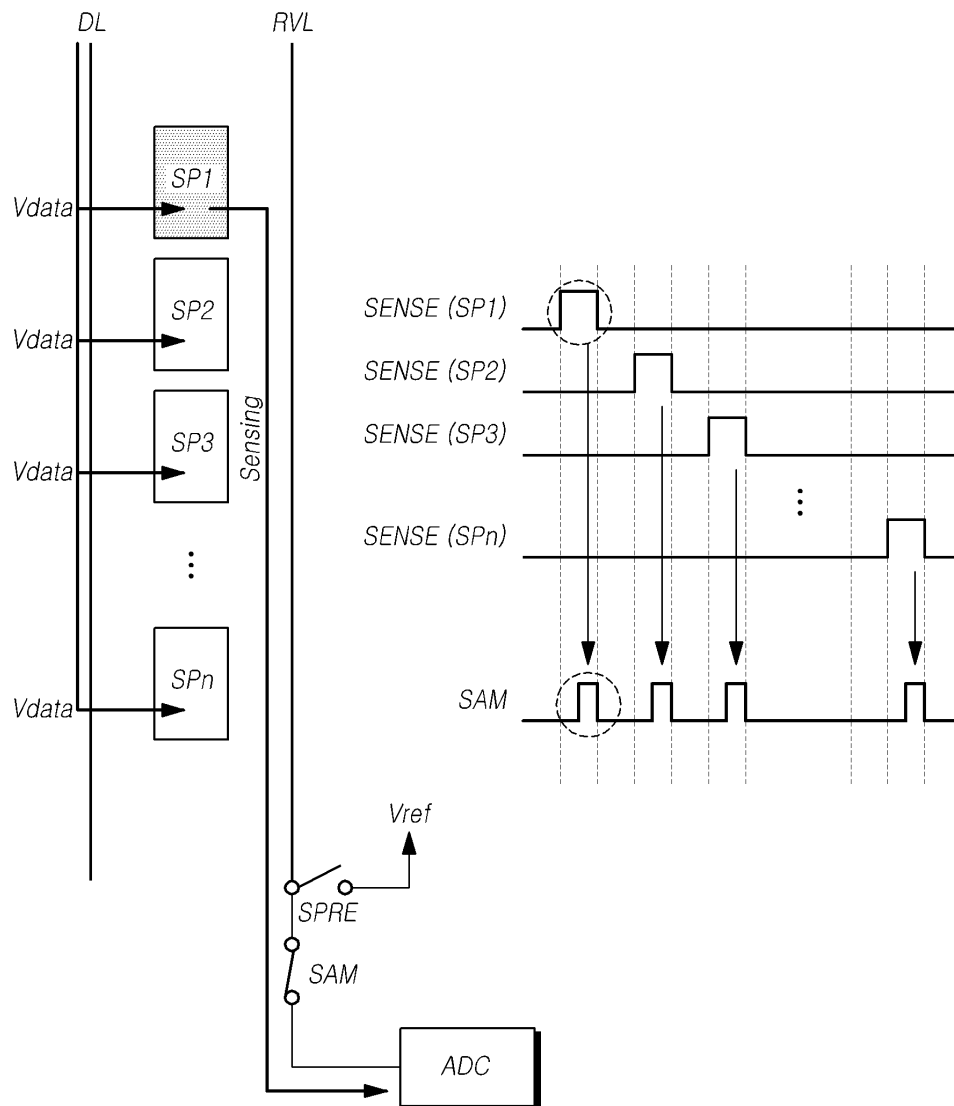 DL
RVL
SP1
Vdata
SP2
Vdata
SP3
Vdata
Sensing
SPn
Vdata
SENSE (SP1)
SENSE (SP2)
SENSE (SP3)
SENSE (SPn)
SAM
Vref
SPRE
SAM
ADC